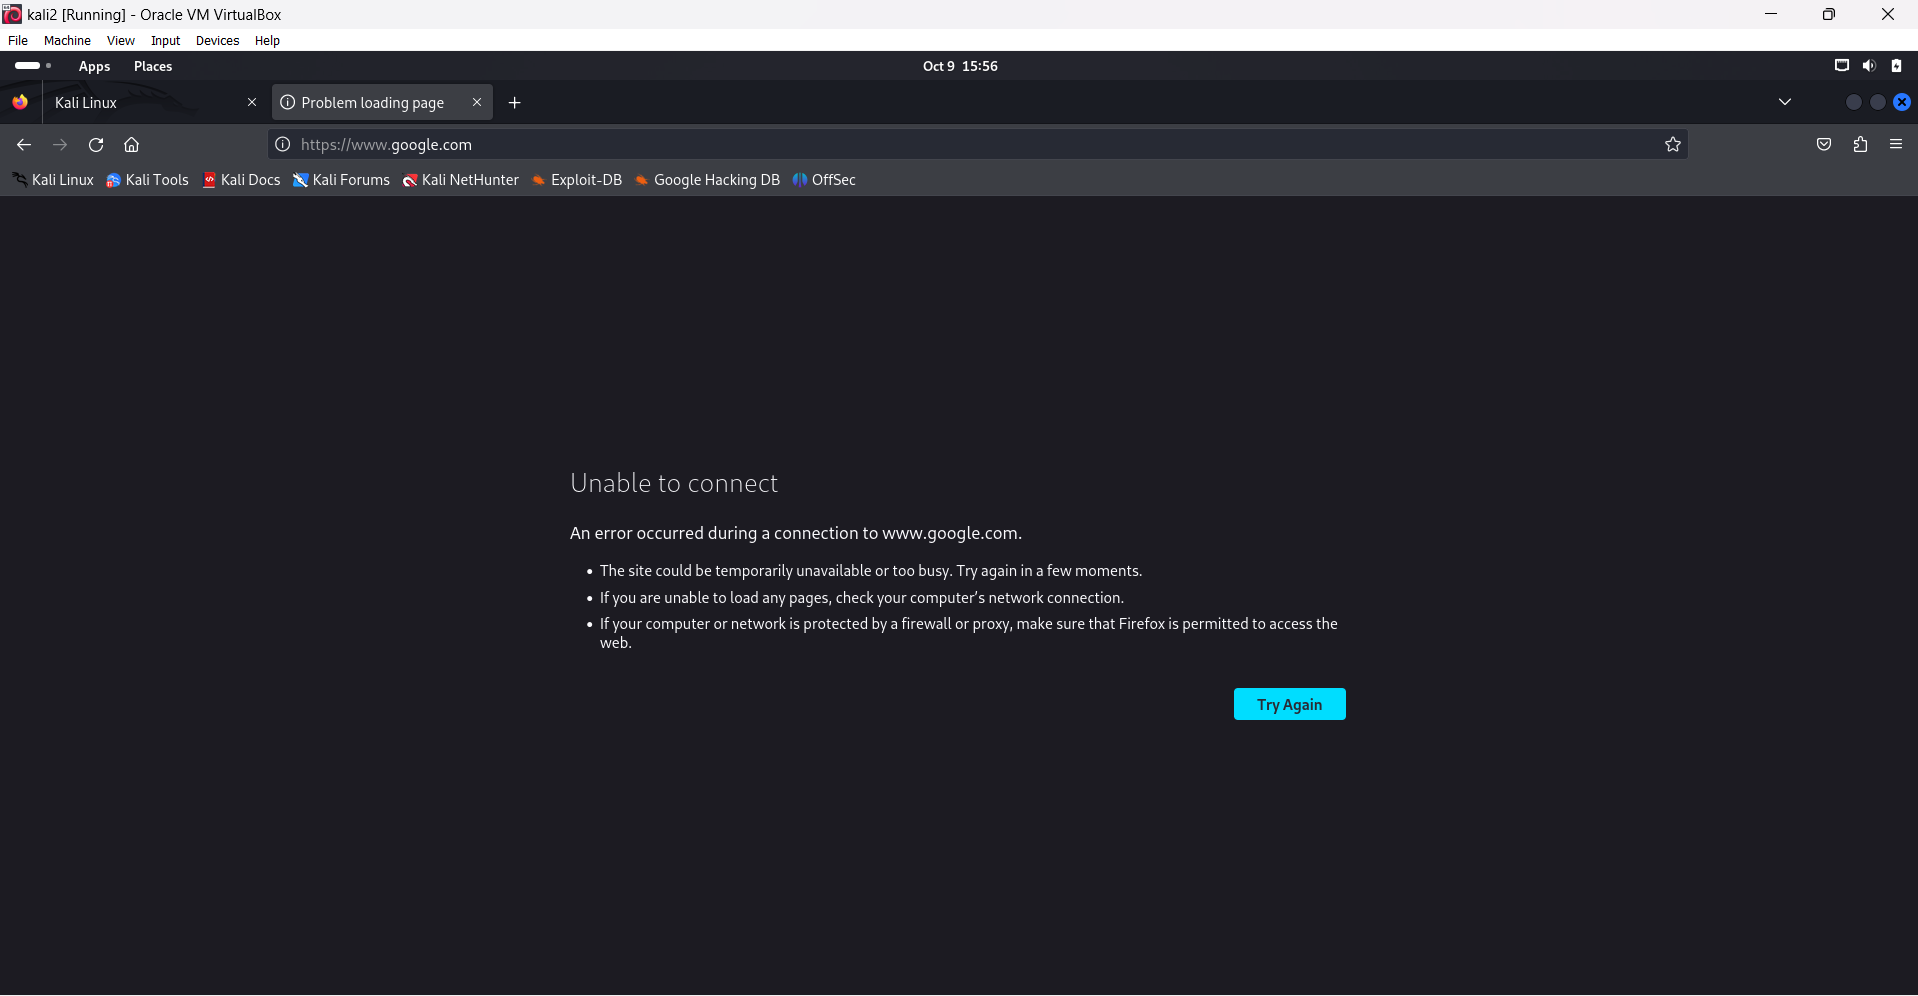 kali2 [Running] - Oracle VM VirtualBox
File Machine View Input Devices Help
Apps Places Oct 9 15:56
Kali Linux Problem loading page
https://www.google.com
Kali Linux Kali Tools Kali Docs Kali Forums Kali NetHunter Exploit-DB Google Hacking DB OffSec
Unable to connect
An error occurred during a connection to www.google.com.
• The site could be temporarily unavailable or too busy. Try again in a few moments.
• If you are unable to load any pages, check your computer’s network connection.
• If your computer or network is protected by a firewall or proxy, make sure that Firefox is permitted to access the
web.
Try Again